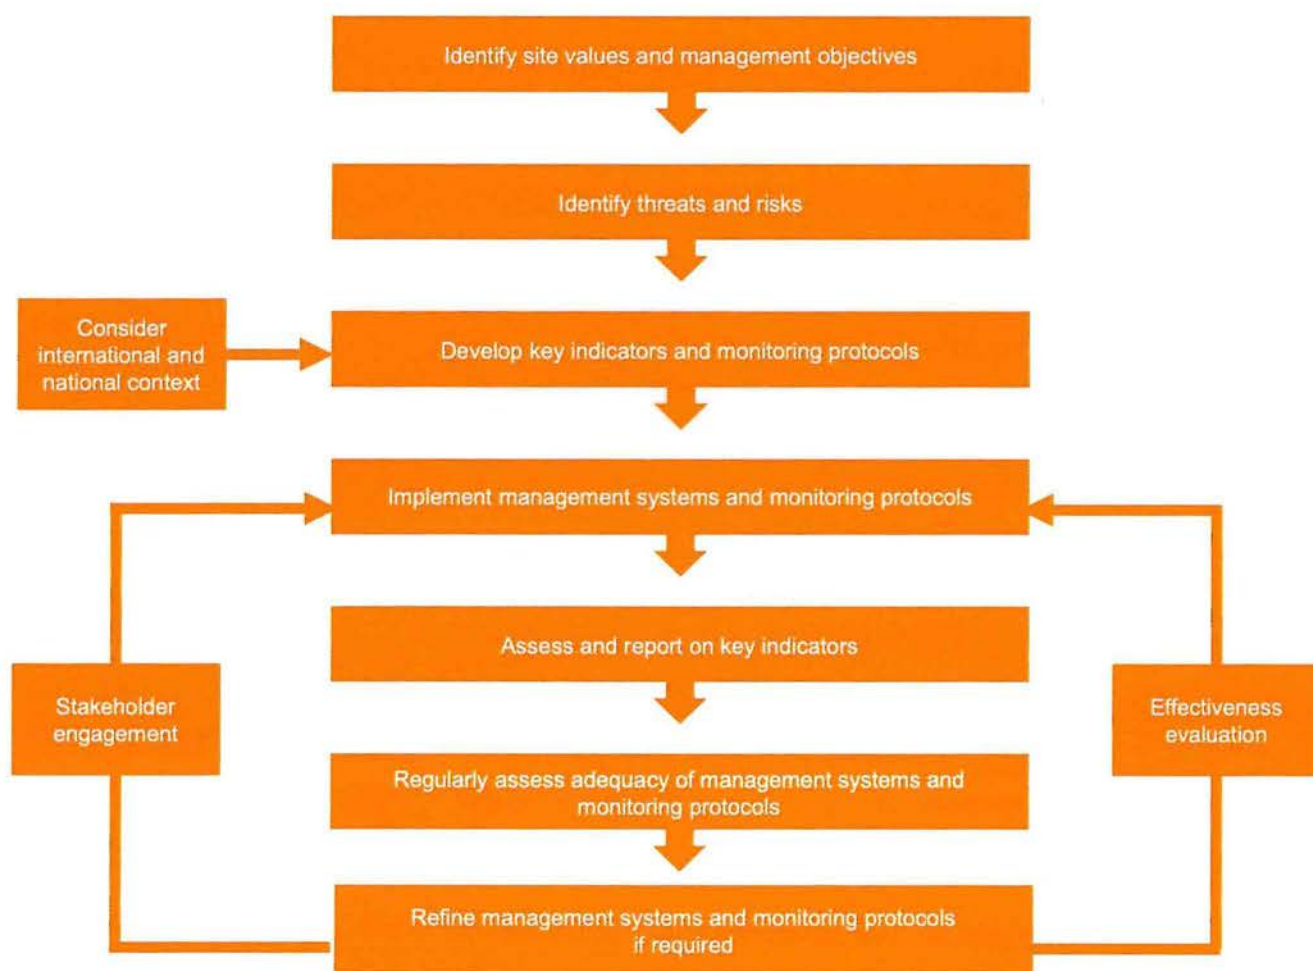 Identify site values and management objectives
Identify threats and risks
Consider
international and
national context
Develop key indicators and monitoring protocols
Implement management systems and monitoring protocols
Assess and report on key indicators
Stakeholder
engagement
Effectiveness
evaluation
Regularly assess adequacy of management systems and
monitoring protocols
Refine management systems and monitoring protocols
if required